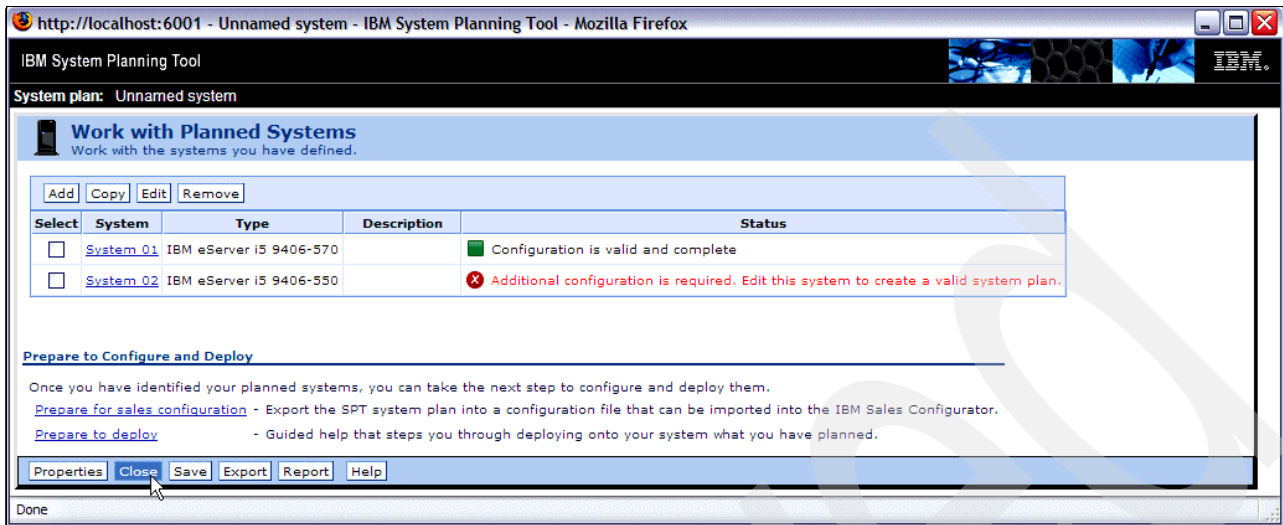 http://localhost:6001 - Unnamed system - IBM System Planning Tool - Mozilla Firefox
IBM System Planning Tool
IBM.
System plan: Unnamed system
Work with Planned Systems
Work with the systems you have defined.
Add Copy Edit Remove
Select System Type Description Status
System 01 IBM eServer i5 9406-570 Configuration is valid and complete
System 02 IBM eServer i5 9406-550 Additional configuration is required. Edit this system to create a valid system plan.
Prepare to Configure and Deploy
Once you have identified your planned systems, you can take the next step to configure and deploy them.
Prepare for sales configuration - Export the SPT system plan into a configuration file that can be imported into the IBM Sales Configurator.
Prepare to deploy - Guided help that steps you through deploying onto your system what you have planned.
Properties Close Save Export Report Help
Done